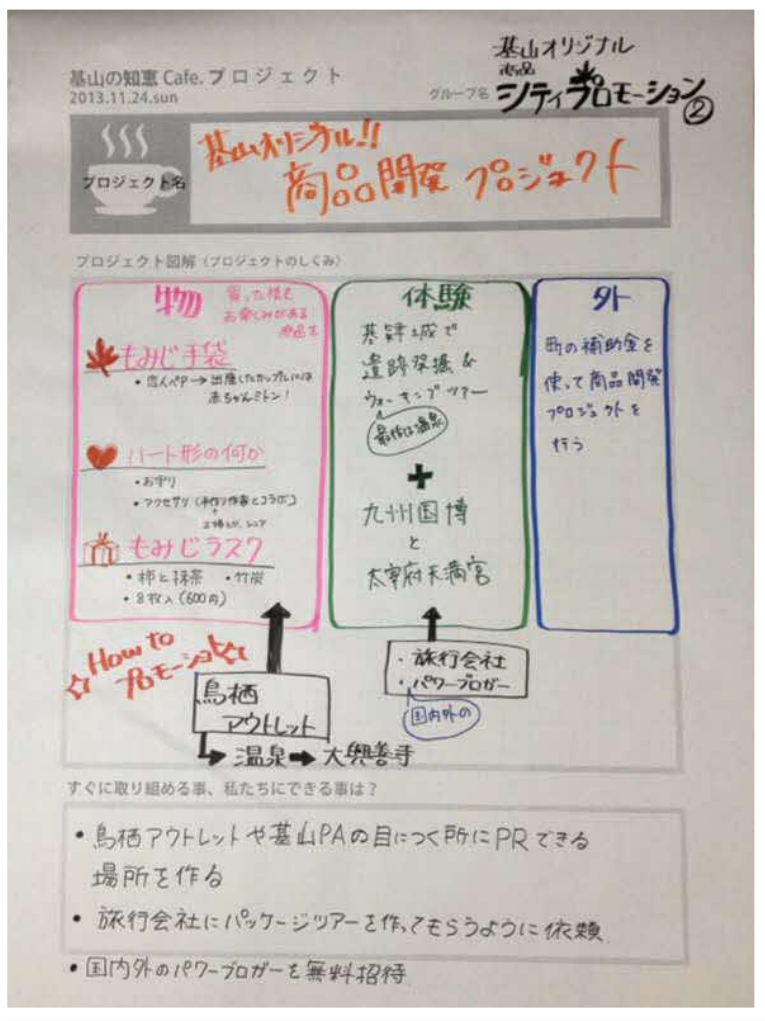 基山の知恵 Cafe. プロジェクト
2013.11.24.sun
グループ名
基山オリジナル
商品
シティプロモーション
②
プロジェクト名
基山オリジナル!!
商品開発 プロジェクト
プロジェクト図解（プロジェクトのしくみ）
物
買った後も
お楽しみがある!
商品を
もみじ手袋
・恋人ペア→出産したカップルには
赤ちゃんミトン!
ハート形の何か
・お守り
・アクセサリ (手作り作家とコラボ)
もみじラスク
・柿と抹茶 ・竹炭
・8枚入(600円)
体験
基肄城で
遺跡発掘&
ウォーキングツアー
最後は温泉
+
九州国博
と
太宰府天満宮
外
町の補助金を
使って商品開発
プロジェクトを
行う
☆How to
プロモーション☆
鳥栖
アウトレット
→温泉→大興善寺
・旅行会社
・パワーブロガー
国内外の
すぐに取り組める事、私たちにできる事は？
・鳥栖アウトレットや基山PAの目につく所にPRできる
場所を作る
・旅行会社にパッケージツアーを作ってもらうように依頼
・国内外のパワーブロガーを無料招待